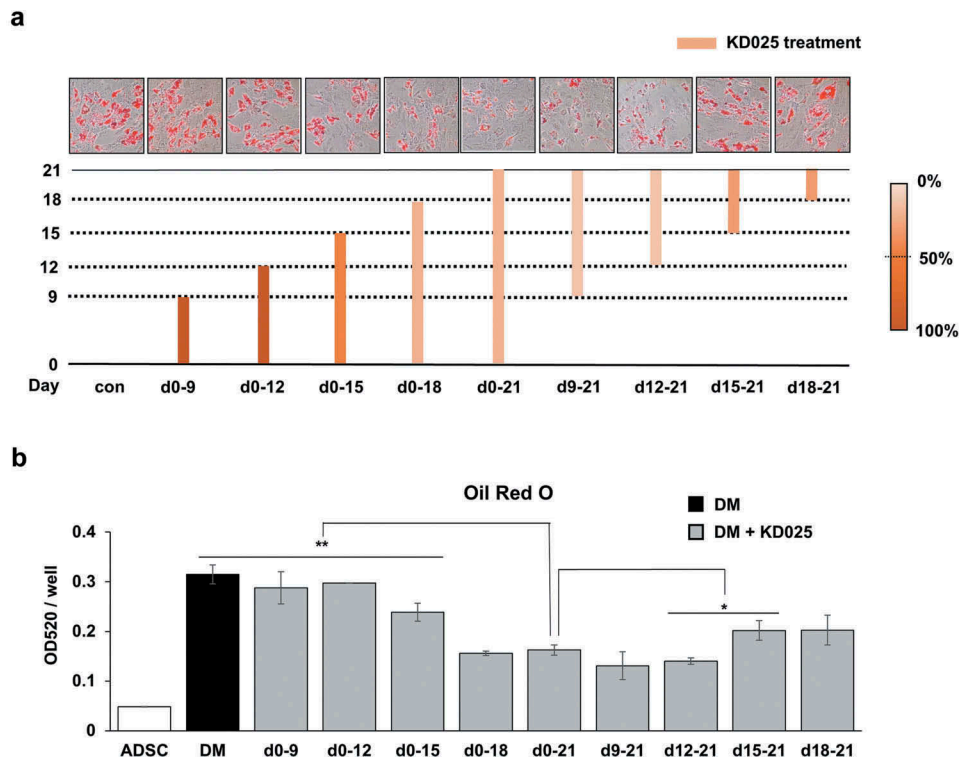 a
KD025 treatment
21
18
15
12
9
0
0%
50%
100%
Day con d0-9 d0-12 d0-15 d0-18 d0-21 d9-21 d12-21 d15-21 d18-21
b
Oil Red O
DM
DM + KD025
OD520 / well
0.4
0.3
0.2
0.1
0
**
*
ADSC DM d0-9 d0-12 d0-15 d0-18 d0-21 d9-21 d12-21 d15-21 d18-21